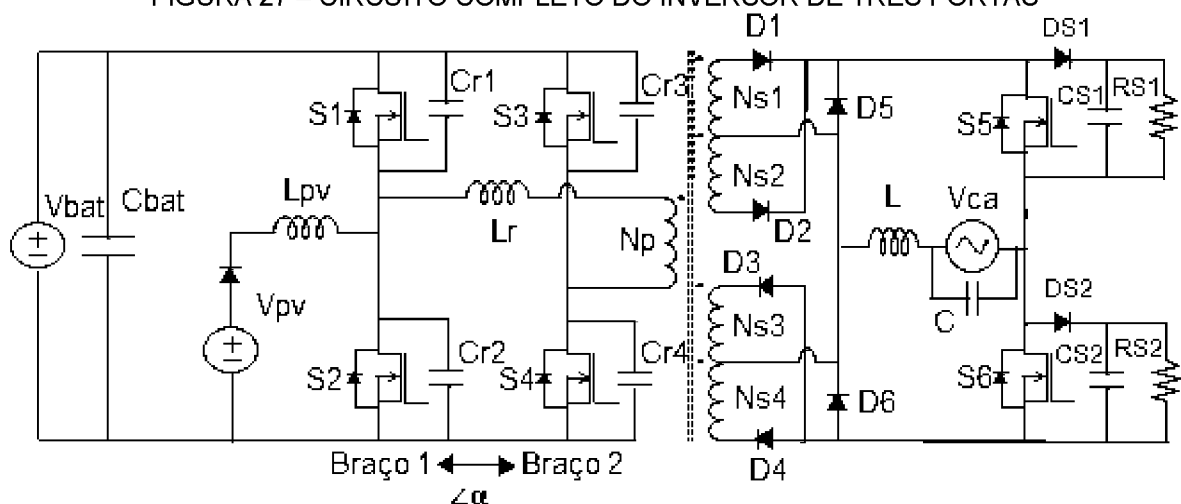 FIGURA 27 – CIRCUITO COMPLETO DO INVERSOR DE TRÊS PORTAS
D1
DS1
Cr1
Cr3
Ns1
D5
CS1
RS1
S1
S3
S5
Vbat
Cbat
Lpv
Lr
Np
Ns2
D2
L
Vca
D3
DS2
Vpv
Ns3
C
Cr2
Cr4
CS2
RS2
S2
S4
S6
Ns4
D6
D4
Braço 1
Braço 2
∠α